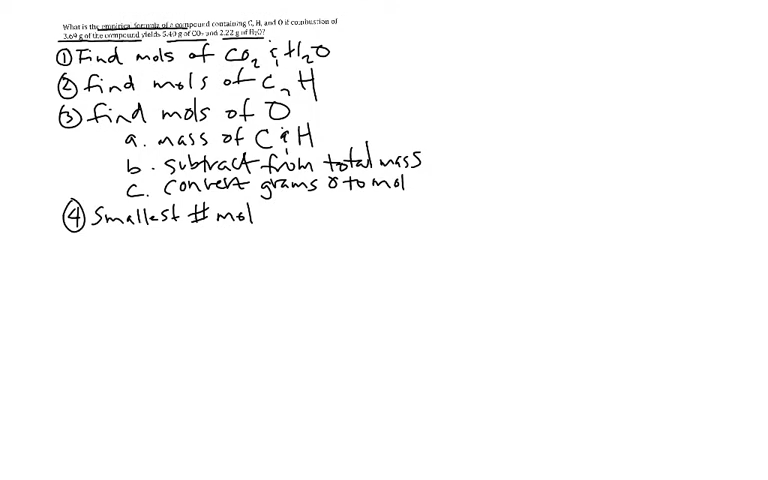 What is the empirical formula of a compound containing C, H, and O if combustion of
3.69 g of the compound yields 5.40 g of CO₂ and 2.22 g of H₂O?
① Find mols of CO₂ & H₂O
② find mols of C, H
③ find mols of O
a. mass of C & H
b. subtract from total mass
c. convert grams O to mol
④ Smallest # mol